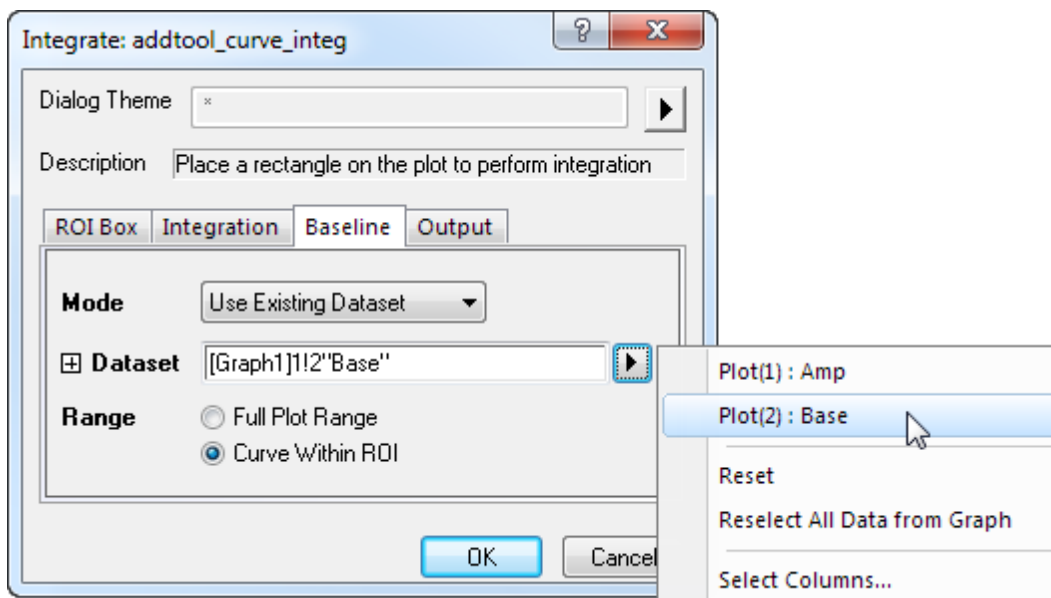 Integrate: addtool_curve_integ
?
x
Dialog Theme
*
Description Place a rectangle on the plot to perform integration
ROI Box Integration Baseline Output
Mode Use Existing Dataset
Dataset [Graph1]1!2"Base"
Range Full Plot Range
Curve Within ROI
OK Cancel
Plot(1) : Amp
Plot(2) : Base
Reset
Reselect All Data from Graph
Select Columns...